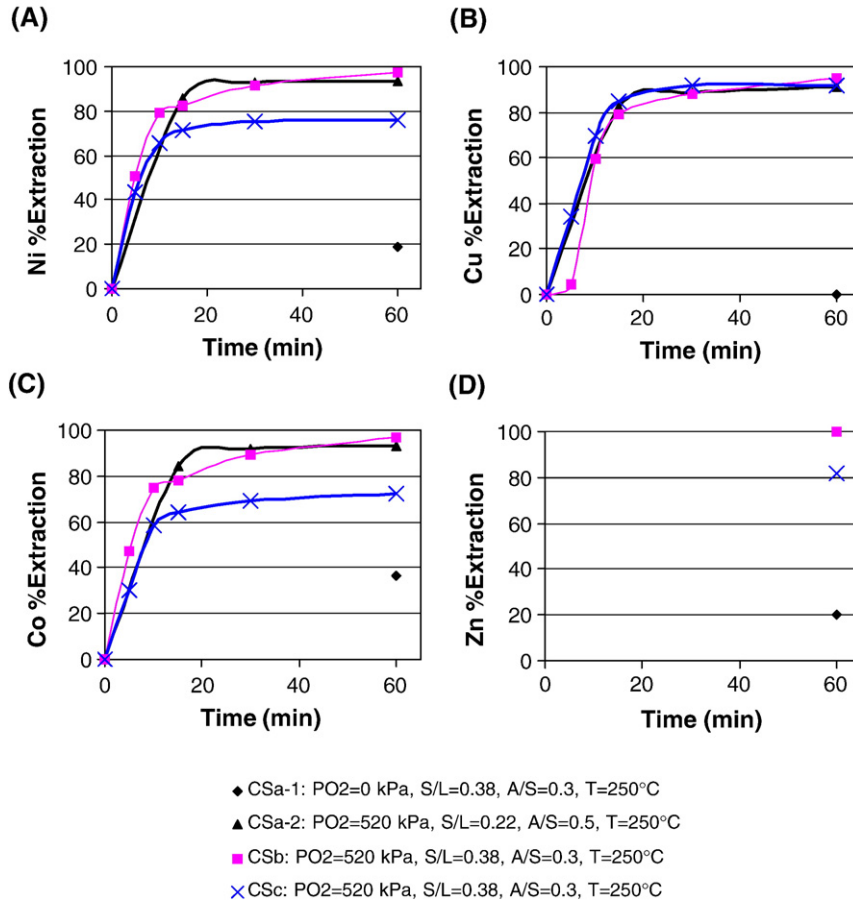 (A)
Ni %Extraction
100
80
60
40
20
0
0 20 40 60
Time (min)
(B)
Cu %Extraction
100
80
60
40
20
0
0 20 40 60
Time (min)
(C)
Co %Extraction
100
80
60
40
20
0
0 20 40 60
Time (min)
(D)
Zn %Extraction
100
80
60
40
20
0
0 20 40 60
Time (min)
CSa-1: PO2=0 kPa, S/L=0.38, A/S=0.3, T=250°C
CSa-2: PO2=520 kPa, S/L=0.22, A/S=0.5, T=250°C
CSb: PO2=520 kPa, S/L=0.38, A/S=0.3, T=250°C
CSc: PO2=520 kPa, S/L=0.38, A/S=0.3, T=250°C